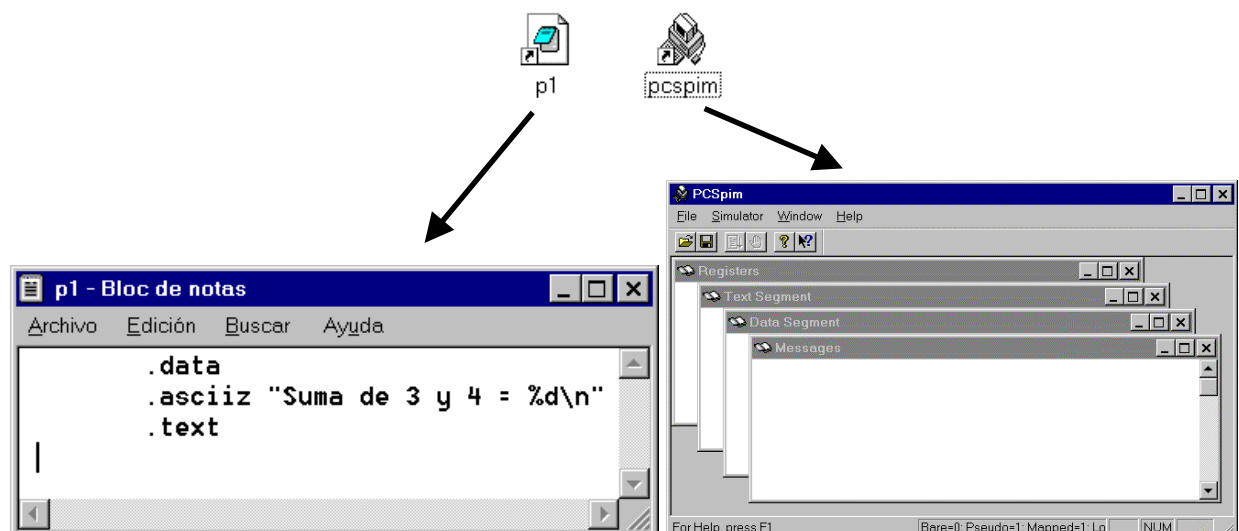 p1
pcspim
p1 - Bloc de notas
Archivo Edición Buscar Ayuda
.data
.asciiz "Suma de 3 y 4 = %d\n"
.text
PCSpim
File Simulator Window Help
Registers
Text Segment
Data Segment
Messages
For Help, press F1
Bare=0; Pseudo=1; Mapped=1; Lo
NUM